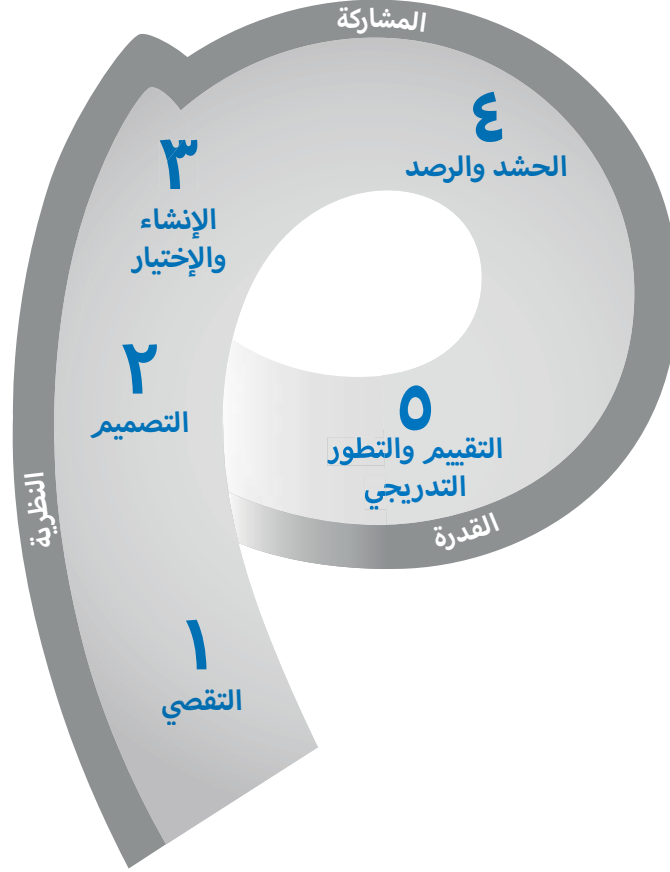 المشاركة
٤
الحشد والرصد
٣
الإنشاء
والإختيار
٢
التصميم
٥
التقييم والتطور
التدريجي
النظرية
القدرة
١
التقصي